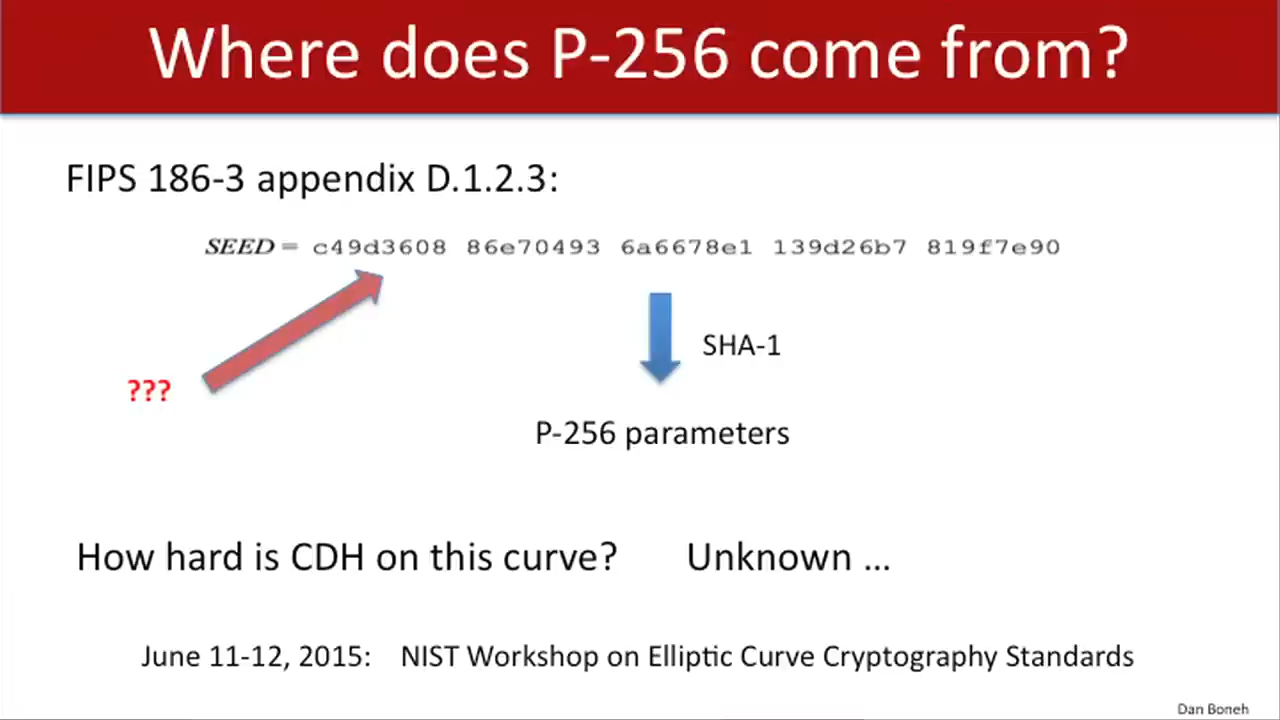 Where does P-256 come from?
FIPS 186-3 appendix D.1.2.3:
SEED = c49d3608 86e70493 6a6678e1 139d26b7 819f7e90
SHA-1
???
P-256 parameters
How hard is CDH on this curve? Unknown ...
June 11-12, 2015: NIST Workshop on Elliptic Curve Cryptography Standards
Dan Boneh